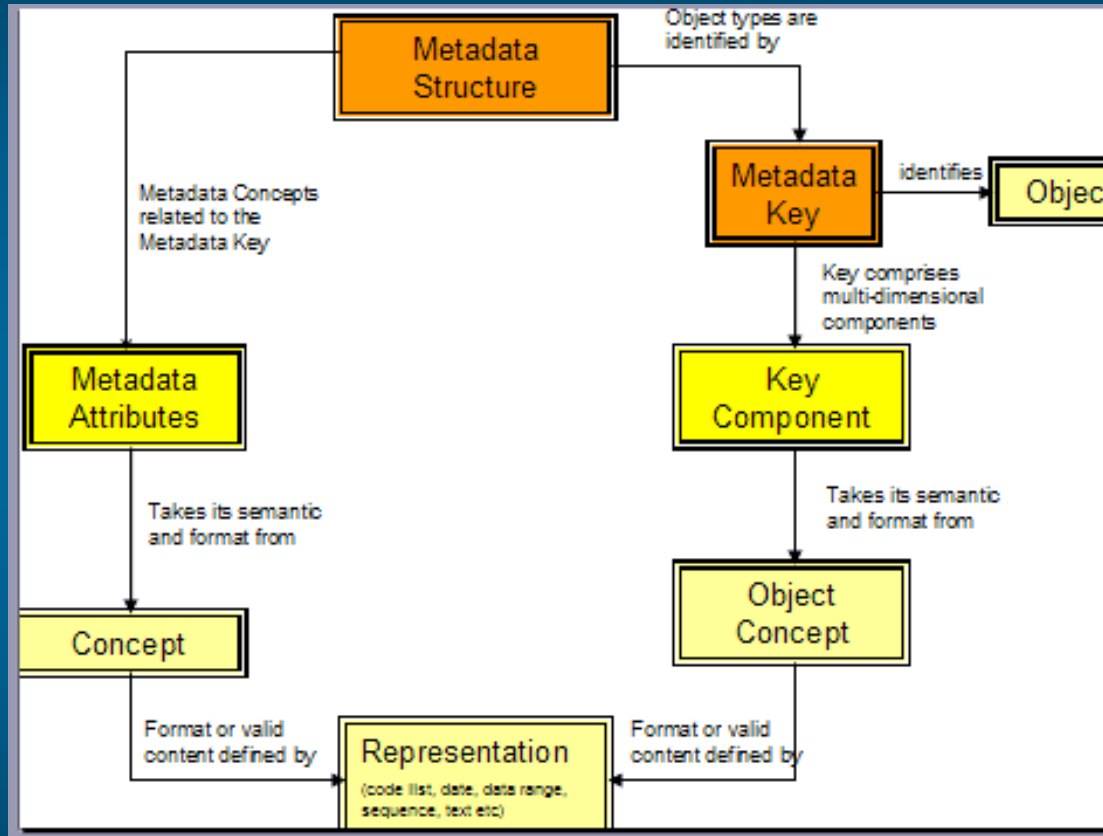 Object types are
identified by
Metadata
Structure
Metadata
Key
identifies
Objec
Metadata Concepts
related to the
Metadata Key
Key comprises
multi-dimensional
components
Metadata
Attributes
Key
Component
Takes its semantic
and format from
Takes its semantic
and format from
Concept
Object
Concept
Format or valid
content defined by
Representation
(code list, date, data range,
sequence, text etc)
Format or valid
content defined by